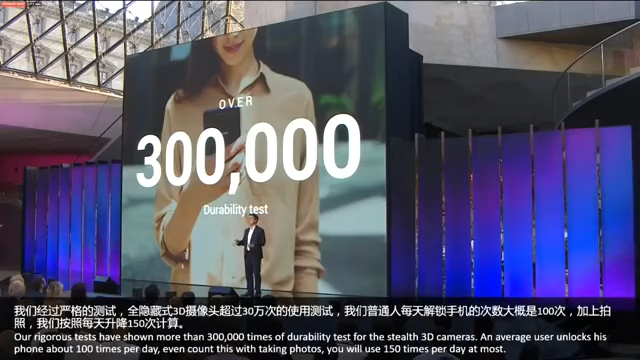 OVER
300,000
Durability test
我们经过严格的测试，全隐藏式3D摄像头超过30万次的使用测试，我们普通人每天解锁手机的次数大概是100次，加上拍
照，我们按照每天升降150次计算。
Our rigorous tests have shown more than 300,000 times of durability test for the stealth 3D cameras. An average user unlocks his
phone about 100 times per day, even count this with taking photos, you will use 150 times per day at most.